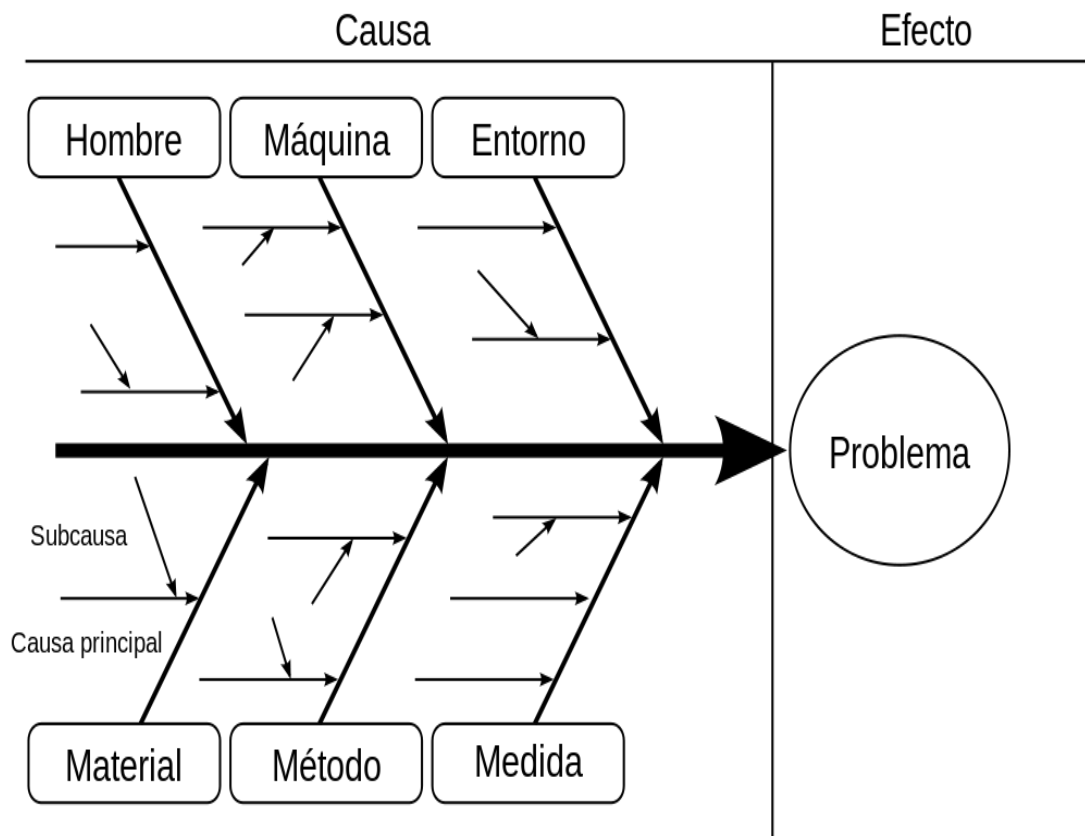 Causa
Efecto
Hombre
Máquina
Entorno
Problema
Subcausa
Causa principal
Material
Método
Medida